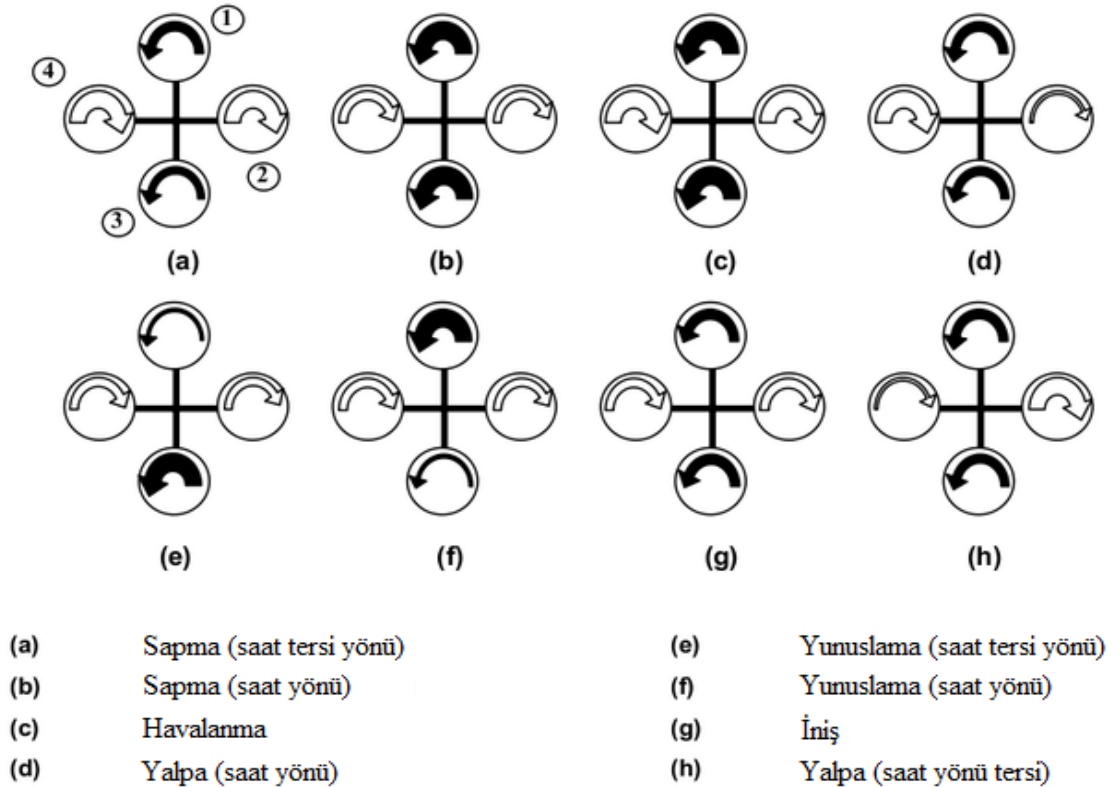 1
4
2
3
(a) (b) (c) (d)
(e) (f) (g) (h)
(a) Sapma (saat tersi yönü)
(b) Sapma (saat yönü)
(c) Havalanma
(d) Yalpa (saat yönü)
(e) Yunuslama (saat tersi yönü)
(f) Yunuslama (saat yönü)
(g) İniş
(h) Yalpa (saat yönü tersi)